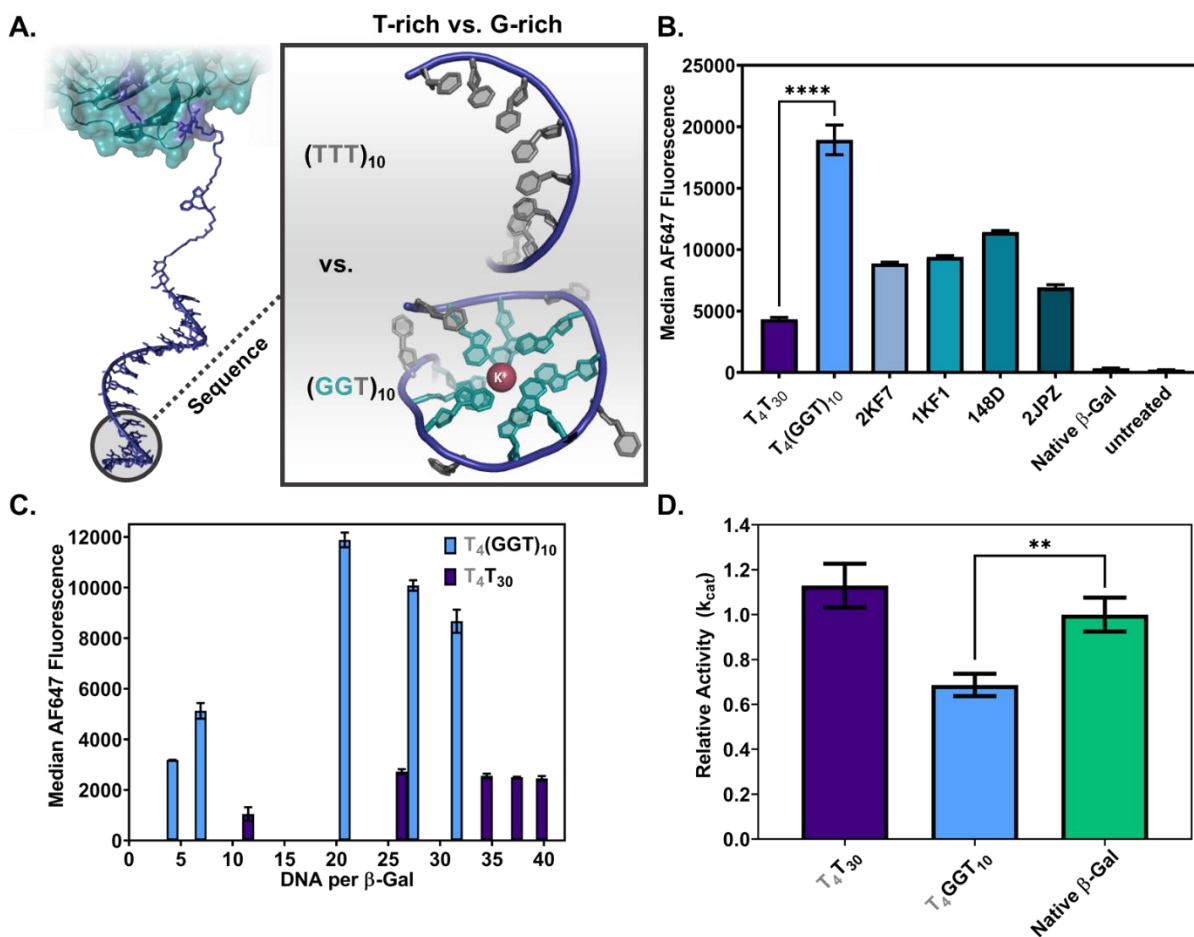 A.
T-rich vs. G-rich
(TTT)10
vs.
(GGT)10
K+
Sequence
B.
Median AF647 Fluorescence
25000
20000
15000
10000
5000
0
****
T4T30
T4(GGT)10
2KF7
1KF1
148D
2JPZ
Native β-Gal
untreated
C.
Median AF647 Fluorescence
12000
10000
8000
6000
4000
2000
0
T4(GGT)10
T4T30
0 5 10 15 20 25 30 35 40
DNA per β-Gal
D.
Relative Activity (kcat)
1.4
1.2
1.0
0.8
0.6
0.4
0.2
0.0
**
T4T30
T4GGT10
Native β-Gal